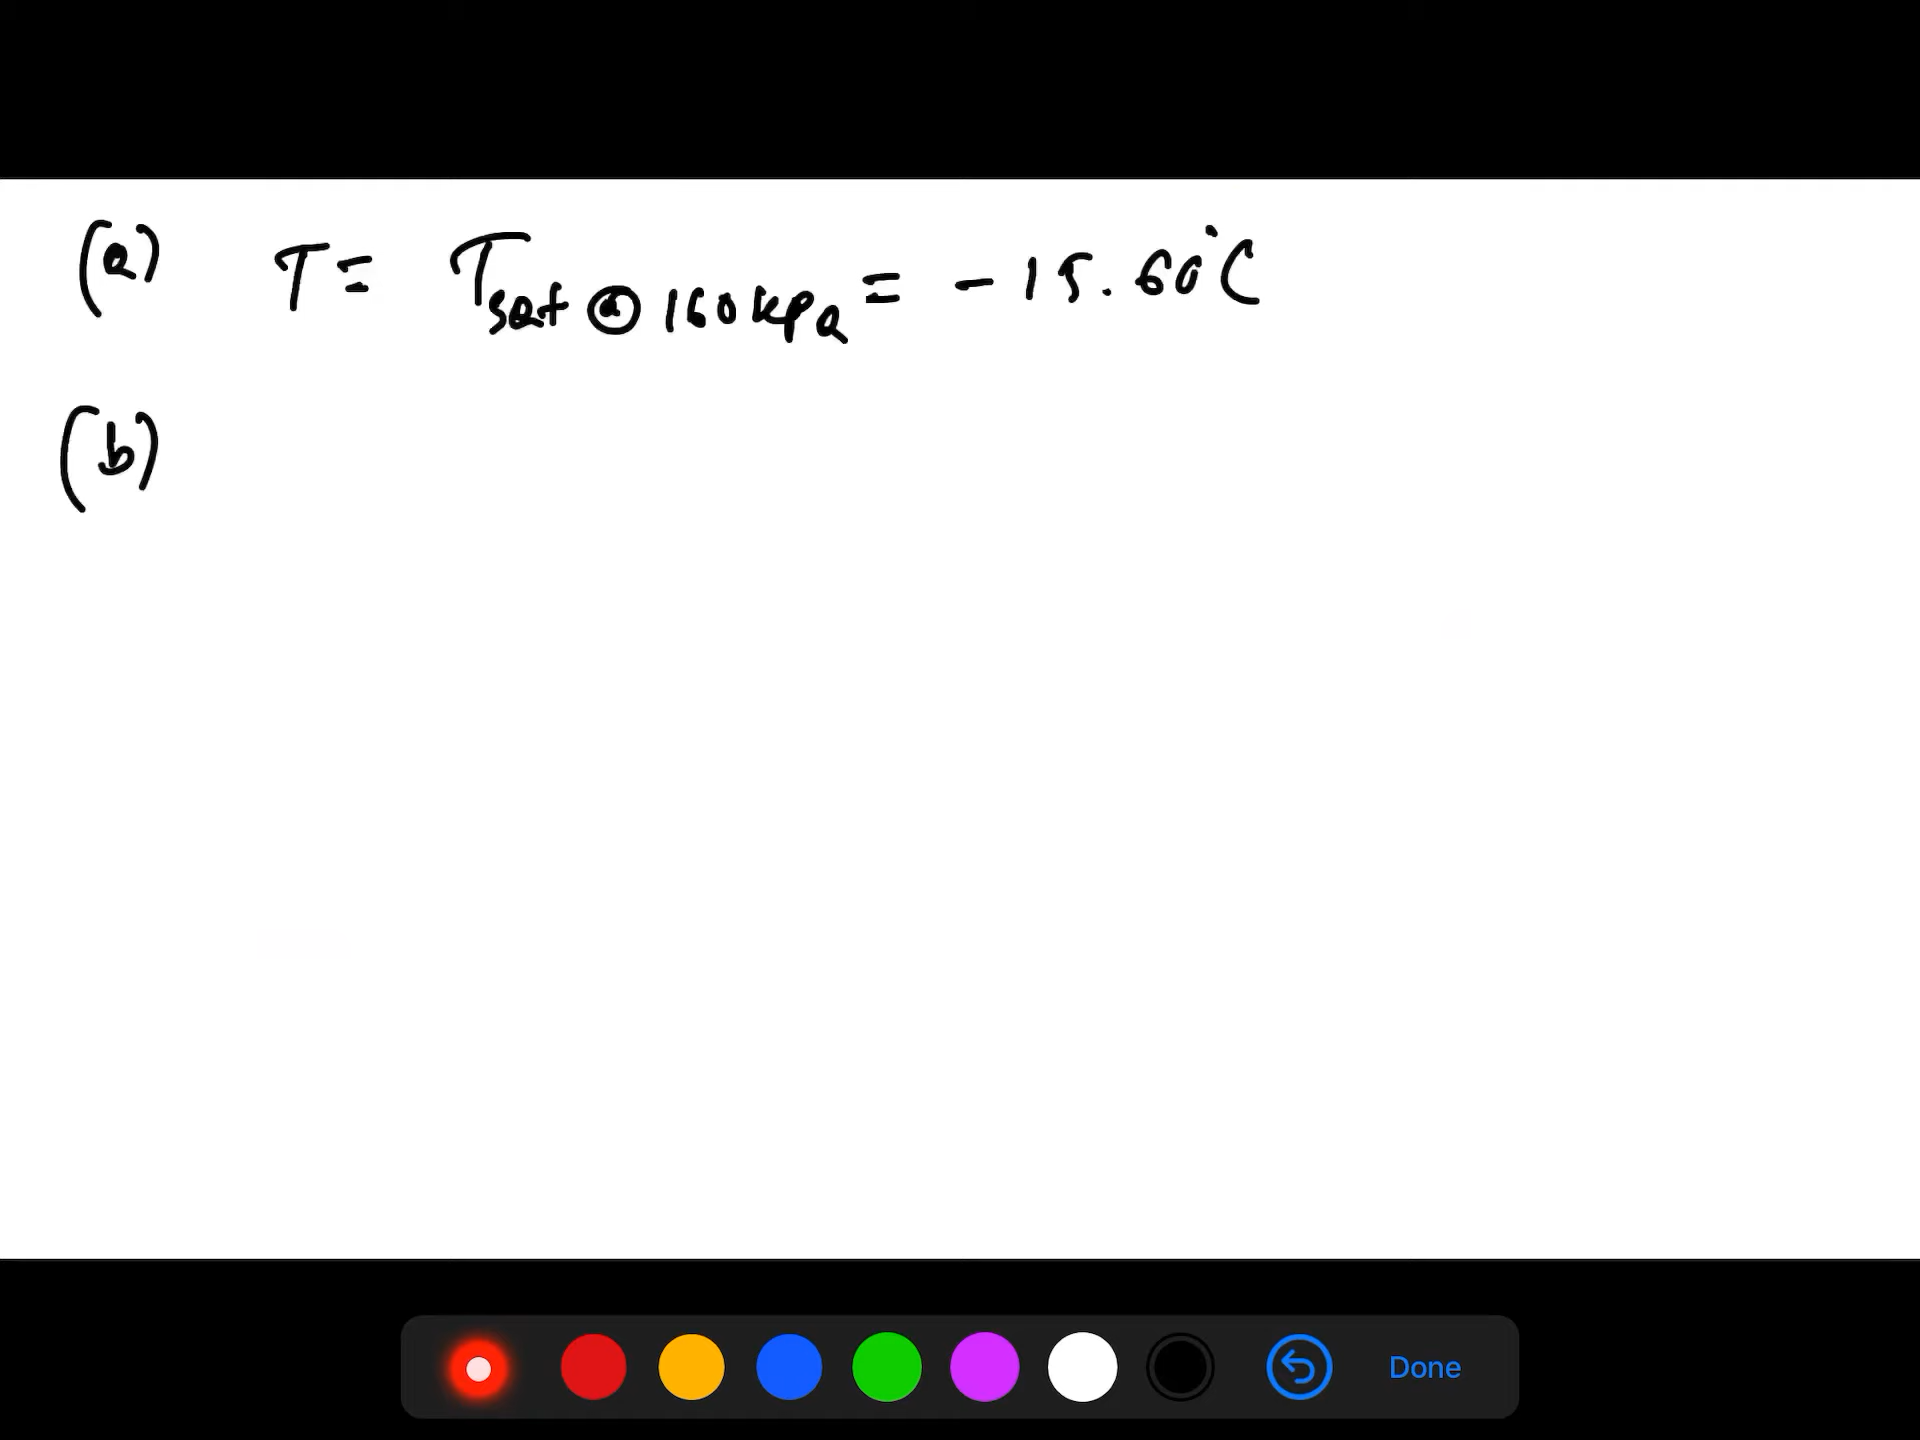 (a) T = Tsat @ 160 kpa = -15.60°C
(b)
Done